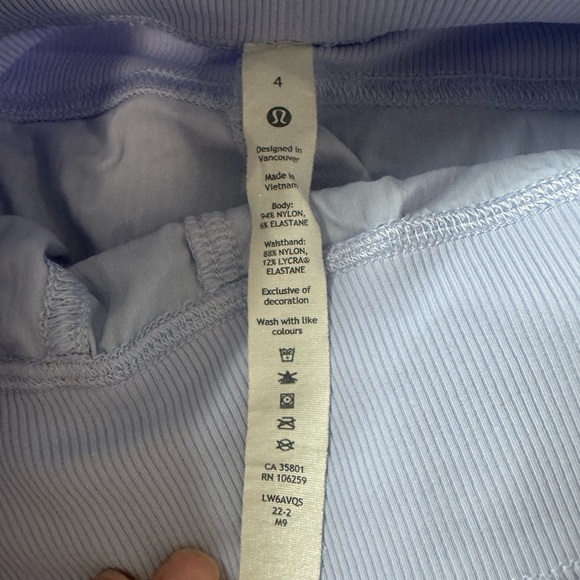 4
Designed in
Vancouver
Made in
Vietnam
Body:
94% NYLON,
6% ELASTANE
Waistband:
88% NYLON,
12% LYCRA®
ELASTANE
Exclusive of
decoration
Wash with like
colours
CA 35801
RN 106259
LW6AVQS
22-2
M9